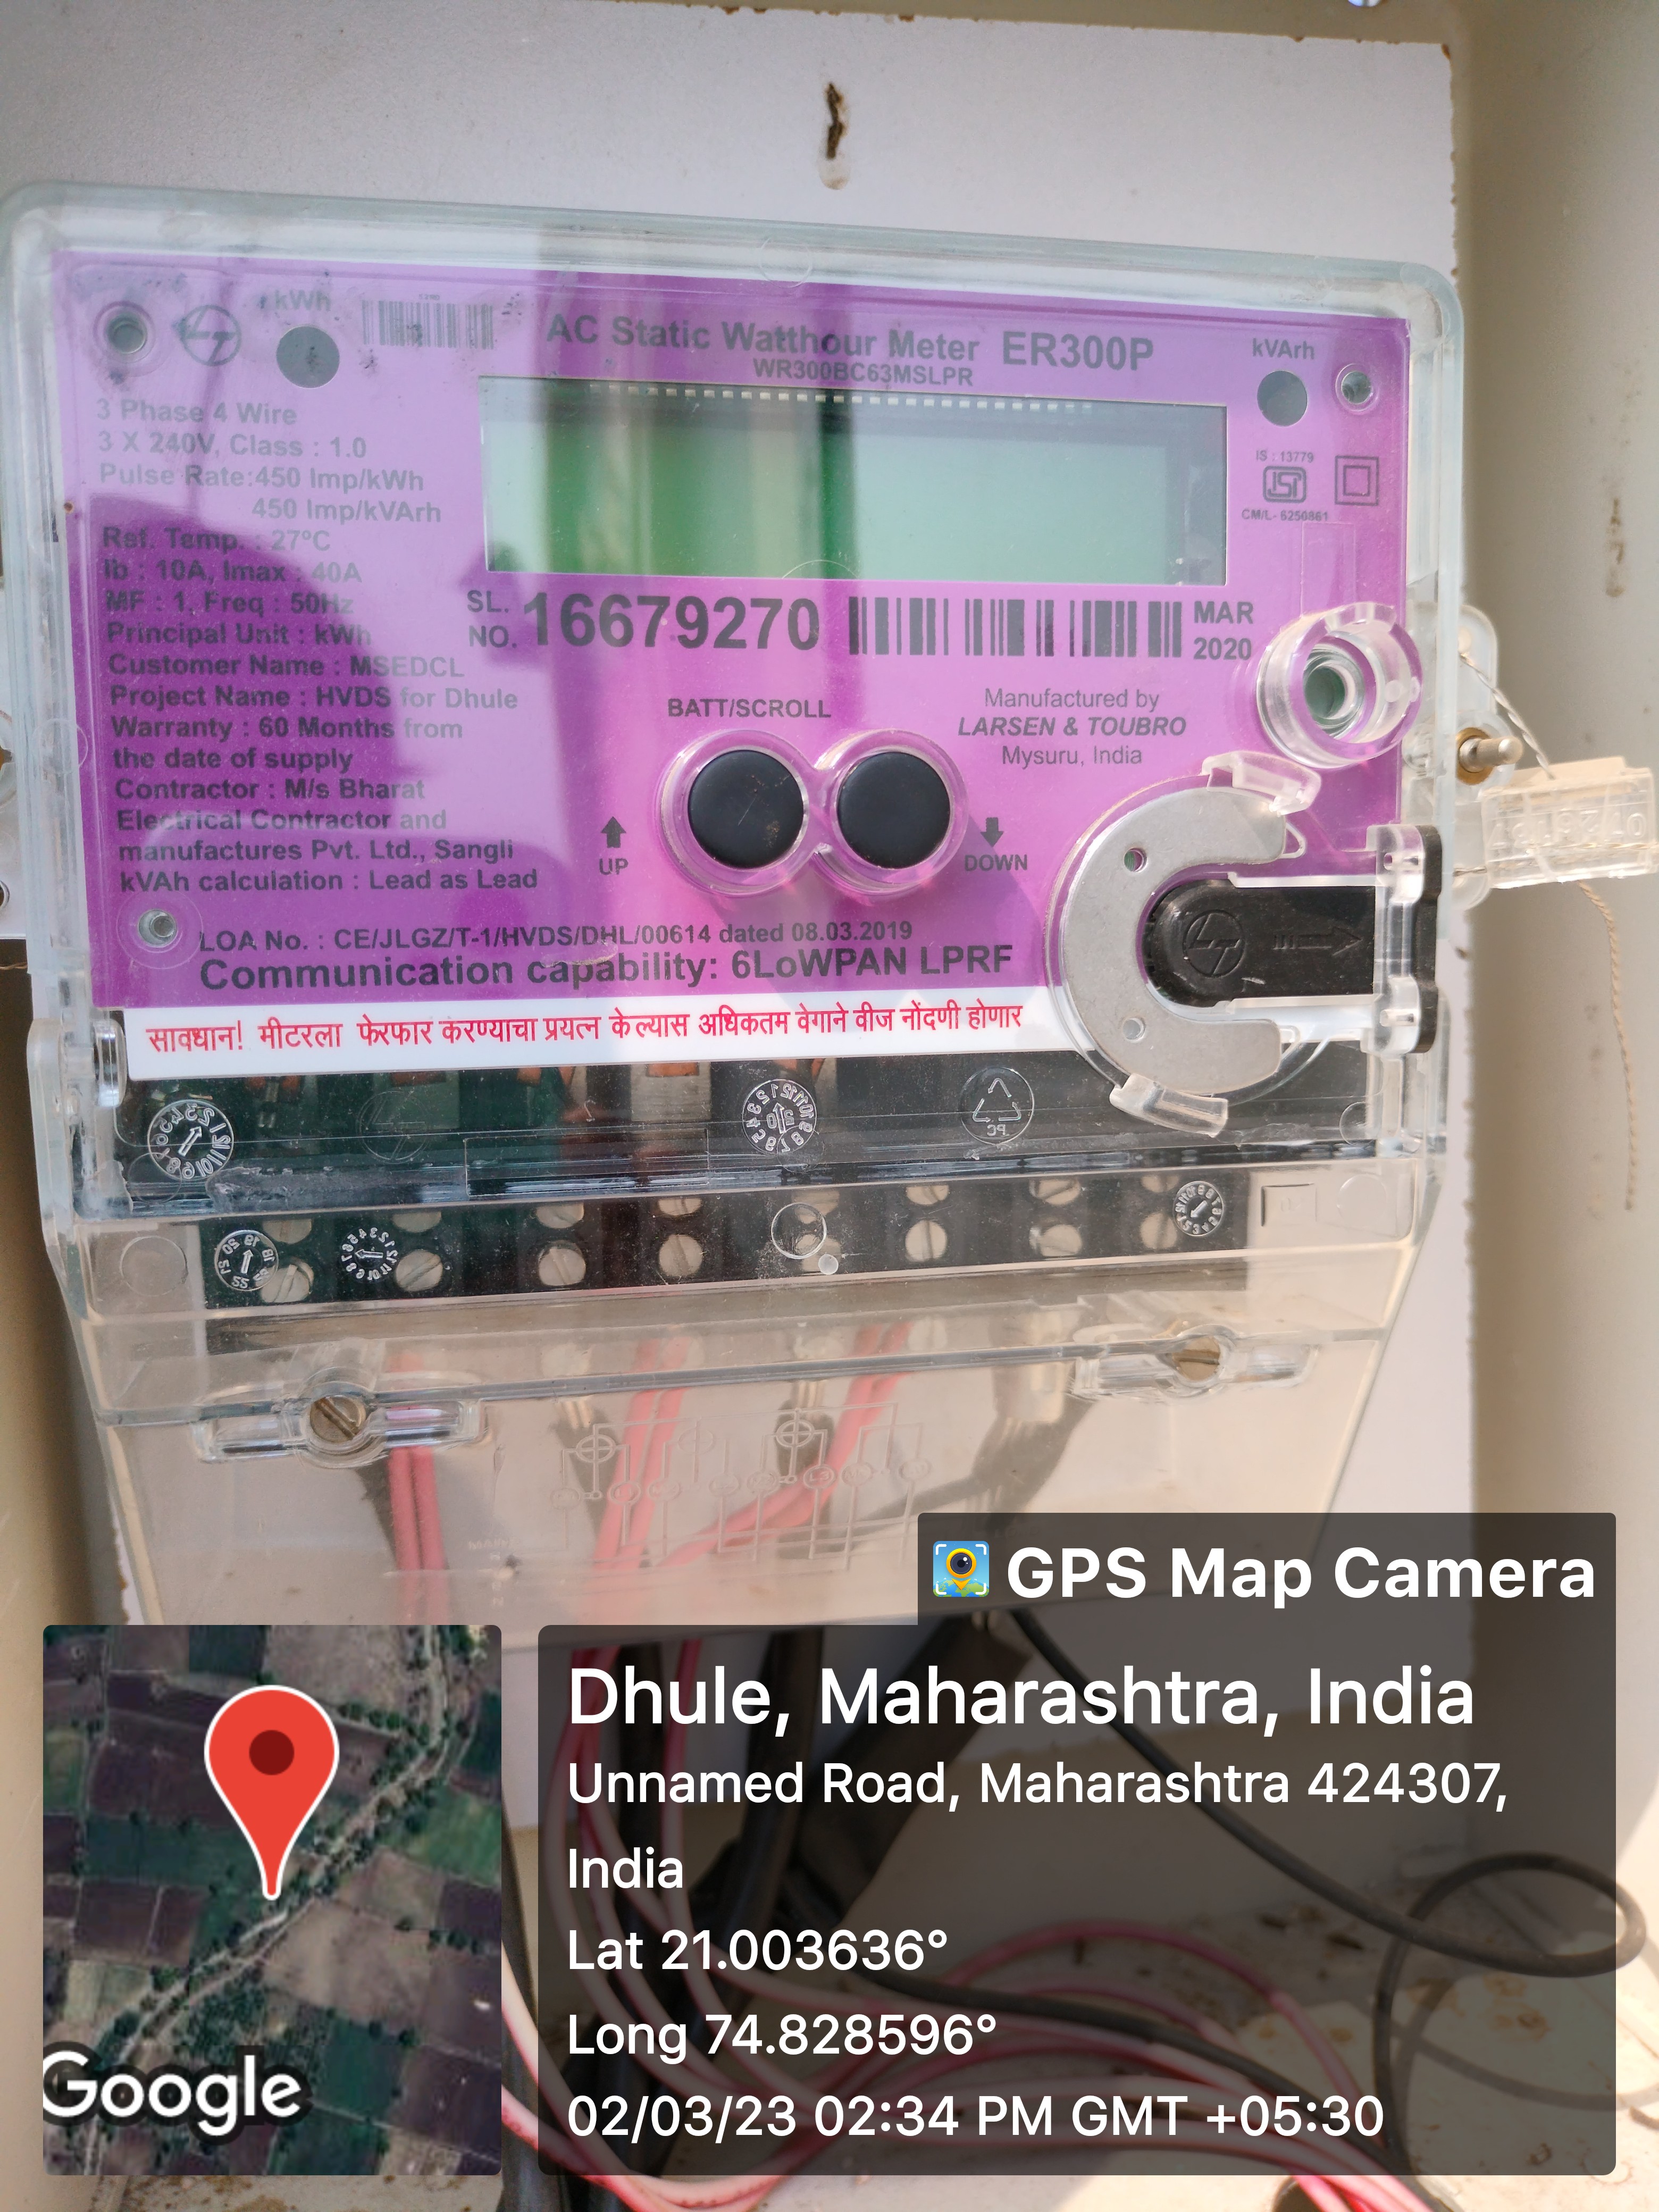 kWh
AC Static Watthour Meter ER300P
WR300BC63MSLPR
kVArh
3 Phase 4 Wire
3 X 240V, Class : 1.0
Pulse Rate:450 Imp/kWh
450 Imp/kVArh
Ref. Temp. : 27°C
Ib : 10A, Imax : 40A
MF : 1, Freq : 50Hz
Principal Unit : kWh
Customer Name : MSEDCL
Project Name : HVDS for Dhule
Warranty : 60 Months from
the date of supply
Contractor : M/s Bharat
Electrical Contractor and
manufactures Pvt. Ltd., Sangli
kVAh calculation : Lead as Lead
IS : 13779
ISI
CM/L- 6250861
SL. NO. 16679270
MAR 2020
BATT/SCROLL
UP
DOWN
Manufactured by
LARSEN & TOUBRO
Mysuru, India
LOA No. : CE/JLGZ/T-1/HVDS/DHL/00614 dated 08.03.2019
Communication capability: 6LoWPAN LPRF
सावधान! मीटरला फेरफार करण्याचा प्रयत्न केल्यास अधिकतम वेगाने वीज नोंदणी होणार
GPS Map Camera
Dhule, Maharashtra, India
Unnamed Road, Maharashtra 424307,
India
Lat 21.003636°
Long 74.828596°
02/03/23 02:34 PM GMT +05:30
Google